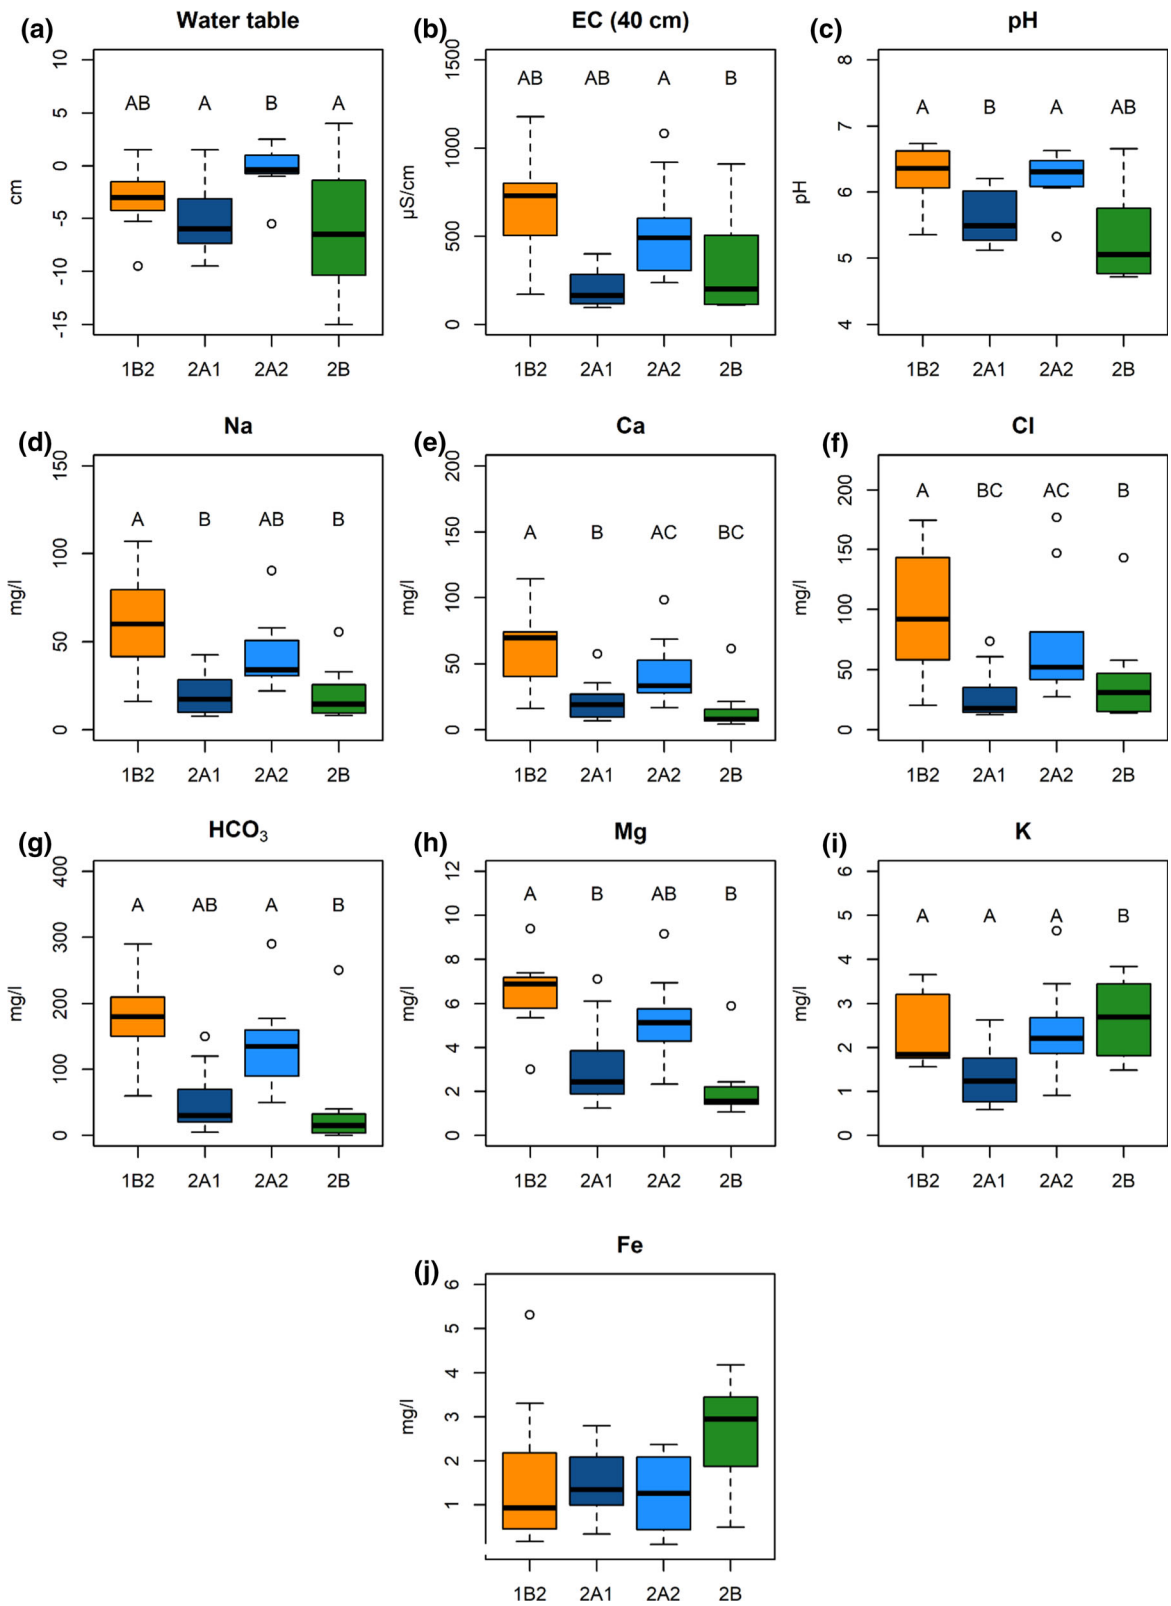 (a) Water table
cm
10
5
0
-5
-10
-15
AB A B A
1B2 2A1 2A2 2B
(b) EC (40 cm)
µS/cm
1500
1000
500
0
AB AB A B
1B2 2A1 2A2 2B
(c) pH
pH
8
7
6
5
4
A B A AB
1B2 2A1 2A2 2B
(d) Na
mg/l
150
100
50
0
A B AB B
1B2 2A1 2A2 2B
(e) Ca
mg/l
200
150
100
50
0
A B AC BC
1B2 2A1 2A2 2B
(f) Cl
mg/l
200
150
100
50
0
A BC AC B
1B2 2A1 2A2 2B
(g) HCO₃
mg/l
400
300
200
100
0
A AB A B
1B2 2A1 2A2 2B
(h) Mg
mg/l
12
10
8
6
4
2
0
A B AB B
1B2 2A1 2A2 2B
(i) K
mg/l
6
5
4
3
2
1
0
A A A B
1B2 2A1 2A2 2B
(j) Fe
mg/l
6
5
4
3
2
1
1B2 2A1 2A2 2B